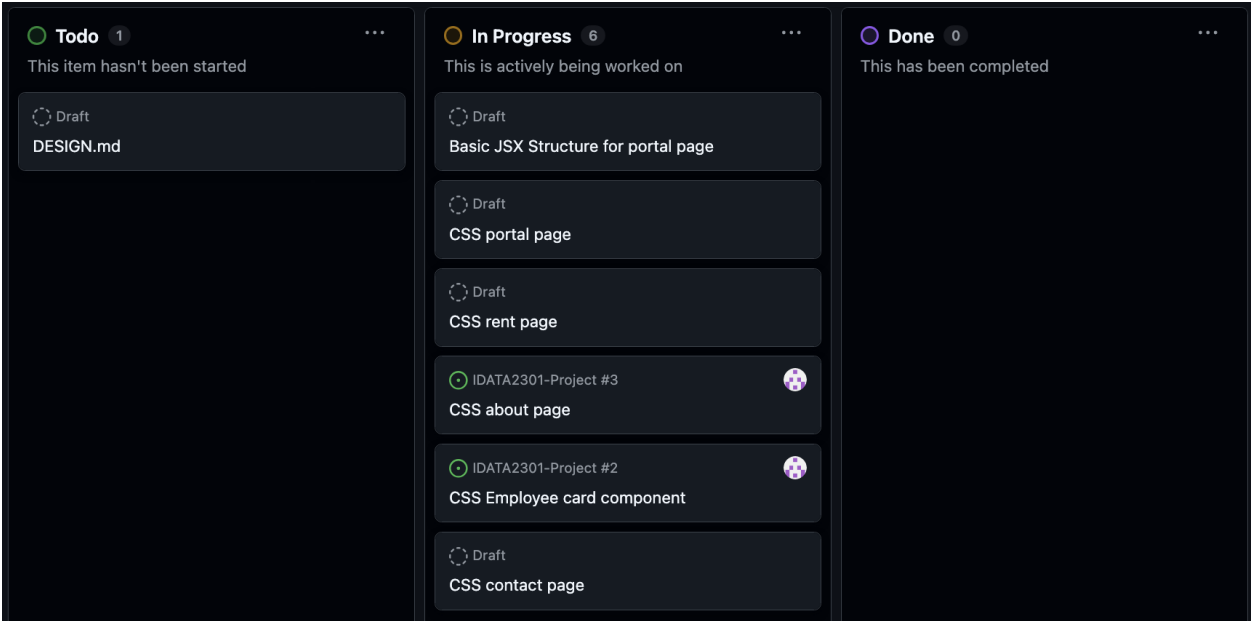 Todo 1
This item hasn't been started
Draft
DESIGN.md
In Progress 6
This is actively being worked on
Draft
Basic JSX Structure for portal page
Draft
CSS portal page
Draft
CSS rent page
IDATA2301-Project #3
CSS about page
IDATA2301-Project #2
CSS Employee card component
Draft
CSS contact page
Done 0
This has been completed